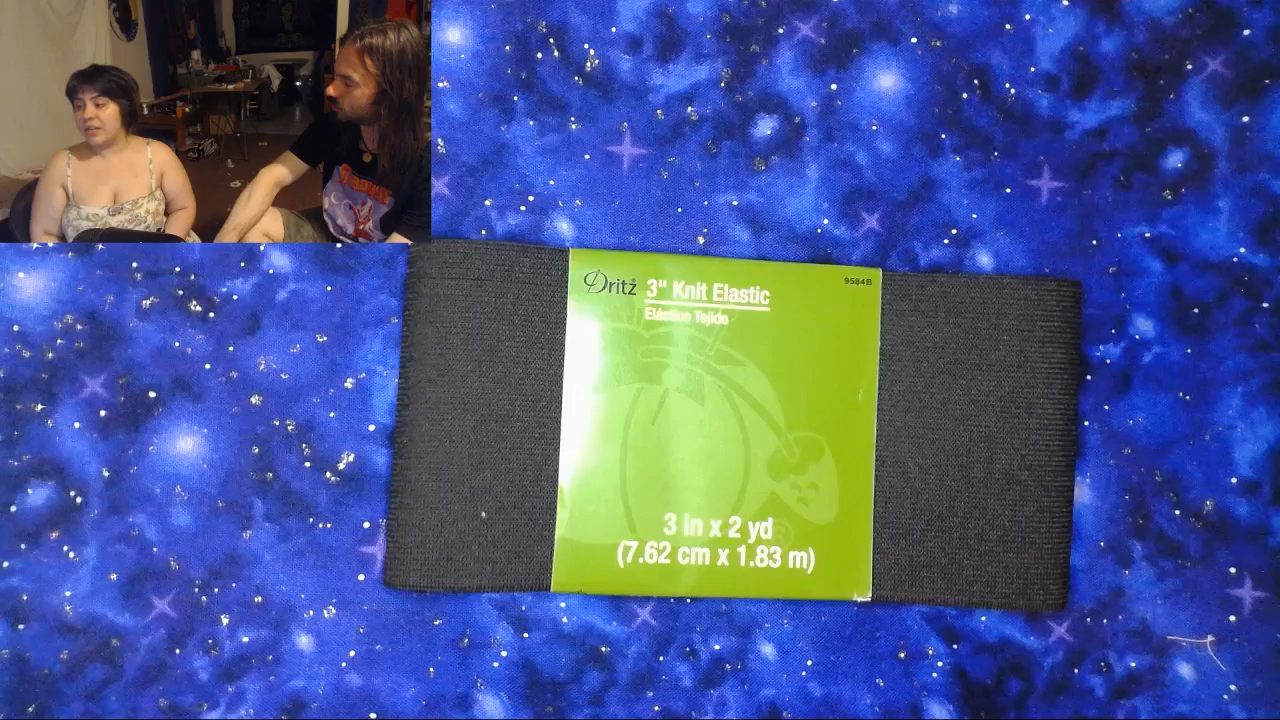 Dritz® 3" Knit Elastic
9584B
Elástico Tejido
3 in x 2 yd
(7.62 cm x 1.83 m)